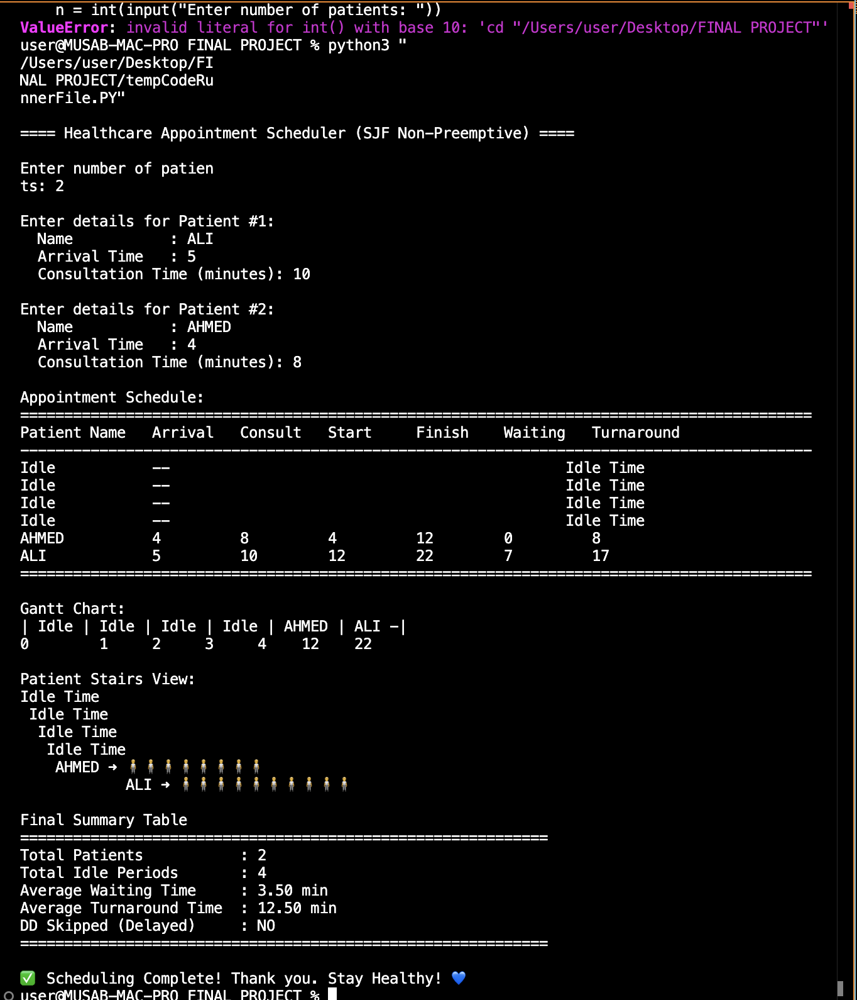 n = int(input("Enter number of patients: "))
ValueError: invalid literal for int() with base 10: 'cd "/Users/user/Desktop/FINAL PROJECT"'
user@MUSAB-MAC-PRO FINAL PROJECT % python3 "
/Users/user/Desktop/FI
NAL PROJECT/tempCodeRu
nnerFile.PY"
==== Healthcare Appointment Scheduler (SJF Non-Preemptive) ====
Enter number of patien
ts: 2
Enter details for Patient #1:
  Name           : ALI
  Arrival Time   : 5
  Consultation Time (minutes): 10
Enter details for Patient #2:
  Name           : AHMED
  Arrival Time   : 4
  Consultation Time (minutes): 8
Appointment Schedule:
==========================================================================================
Patient Name   Arrival   Consult   Start     Finish    Waiting   Turnaround
------------------------------------------------------------------------------------------
Idle           --                                             Idle Time
Idle           --                                             Idle Time
Idle           --                                             Idle Time
Idle           --                                             Idle Time
AHMED          4         8         4         12        0         8
ALI            5         10        12        22        7         17
==========================================================================================
Gantt Chart:
| Idle | Idle | Idle | Idle | AHMED | ALI -|
0        1     2     3     4    12    22
Patient Stairs View:
Idle Time
 Idle Time
  Idle Time
   Idle Time
    AHMED ➜ 🧍🧍🧍🧍🧍🧍🧍🧍
            ALI ➜ 🧍🧍🧍🧍🧍🧍🧍🧍🧍🧍
Final Summary Table
============================================================
Total Patients           : 2
Total Idle Periods       : 4
Average Waiting Time     : 3.50 min
Average Turnaround Time  : 12.50 min
DD Skipped (Delayed)     : NO
============================================================
✅ Scheduling Complete! Thank you. Stay Healthy! 💙
user@MUSAB-MAC-PRO FINAL PROJECT %